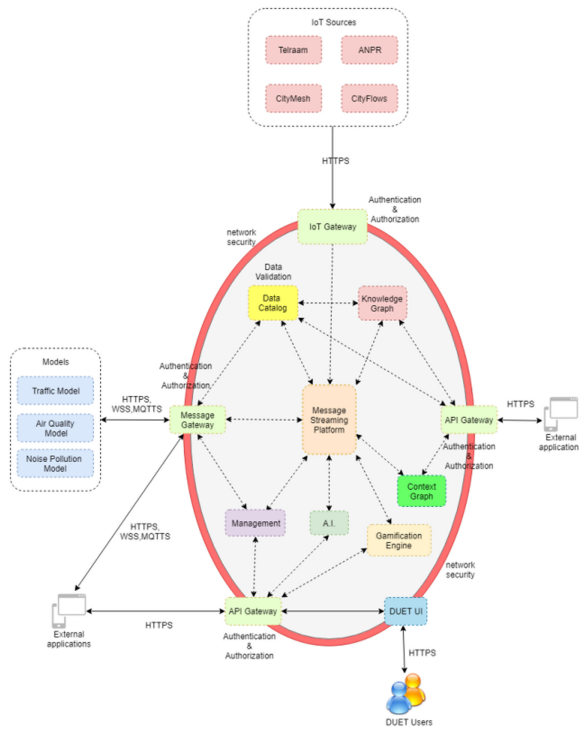 IoT Sources
Telraam
ANPR
CityMesh
CityFlows
HTTPS
Authentication
&
Authorization
IoT Gateway
network
security
Data
Validation
Data
Catalog
Knowledge
Graph
Models
Traffic Model
Air Quality
Model
Noise Pollution
Model
HTTPS,
WSS,MQTTS
Authentication
&
Authorization
Message
Gateway
Message
Streaming
Platform
API Gateway
HTTPS
External
application
Authentication
&
Authorization
Context
Graph
Management
A.I.
Gamification
Engine
HTTPS,
WSS,MQTTS
network
security
External
applications
HTTPS
API Gateway
Authentication
&
Authorization
DUET UI
HTTPS
DUET Users